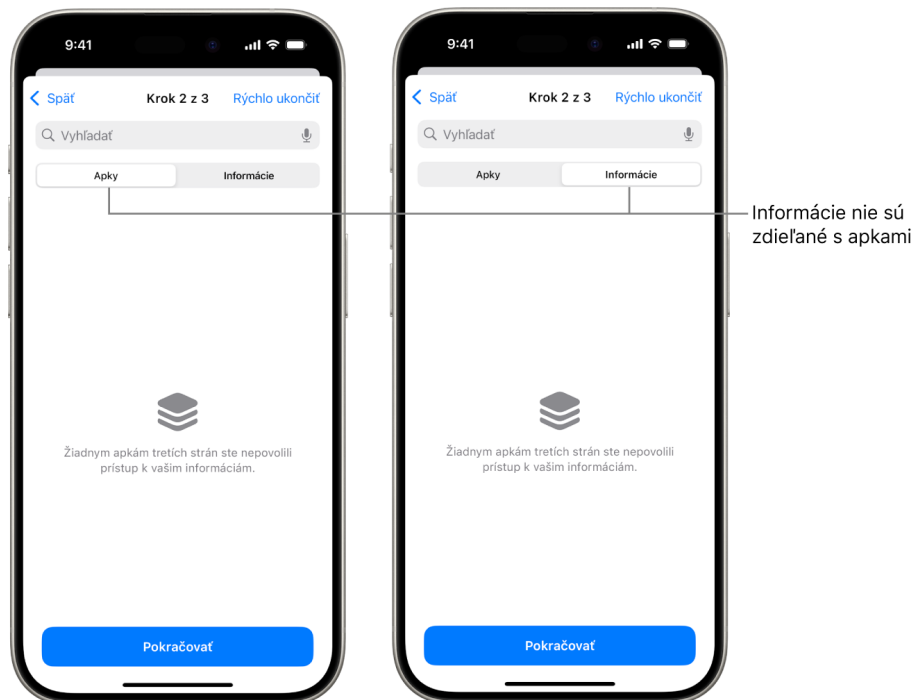 9:41
Späť
Krok 2 z 3
Rýchlo ukončiť
Vyhľadať
Apky
Informácie
Žiadnym apkám tretích strán ste nepovolili
prístup k vašim informáciám.
Pokračovať
9:41
Späť
Krok 2 z 3
Rýchlo ukončiť
Vyhľadať
Apky
Informácie
Žiadnym apkám tretích strán ste nepovolili
prístup k vašim informáciám.
Pokračovať
Informácie nie sú
zdieľané s apkami